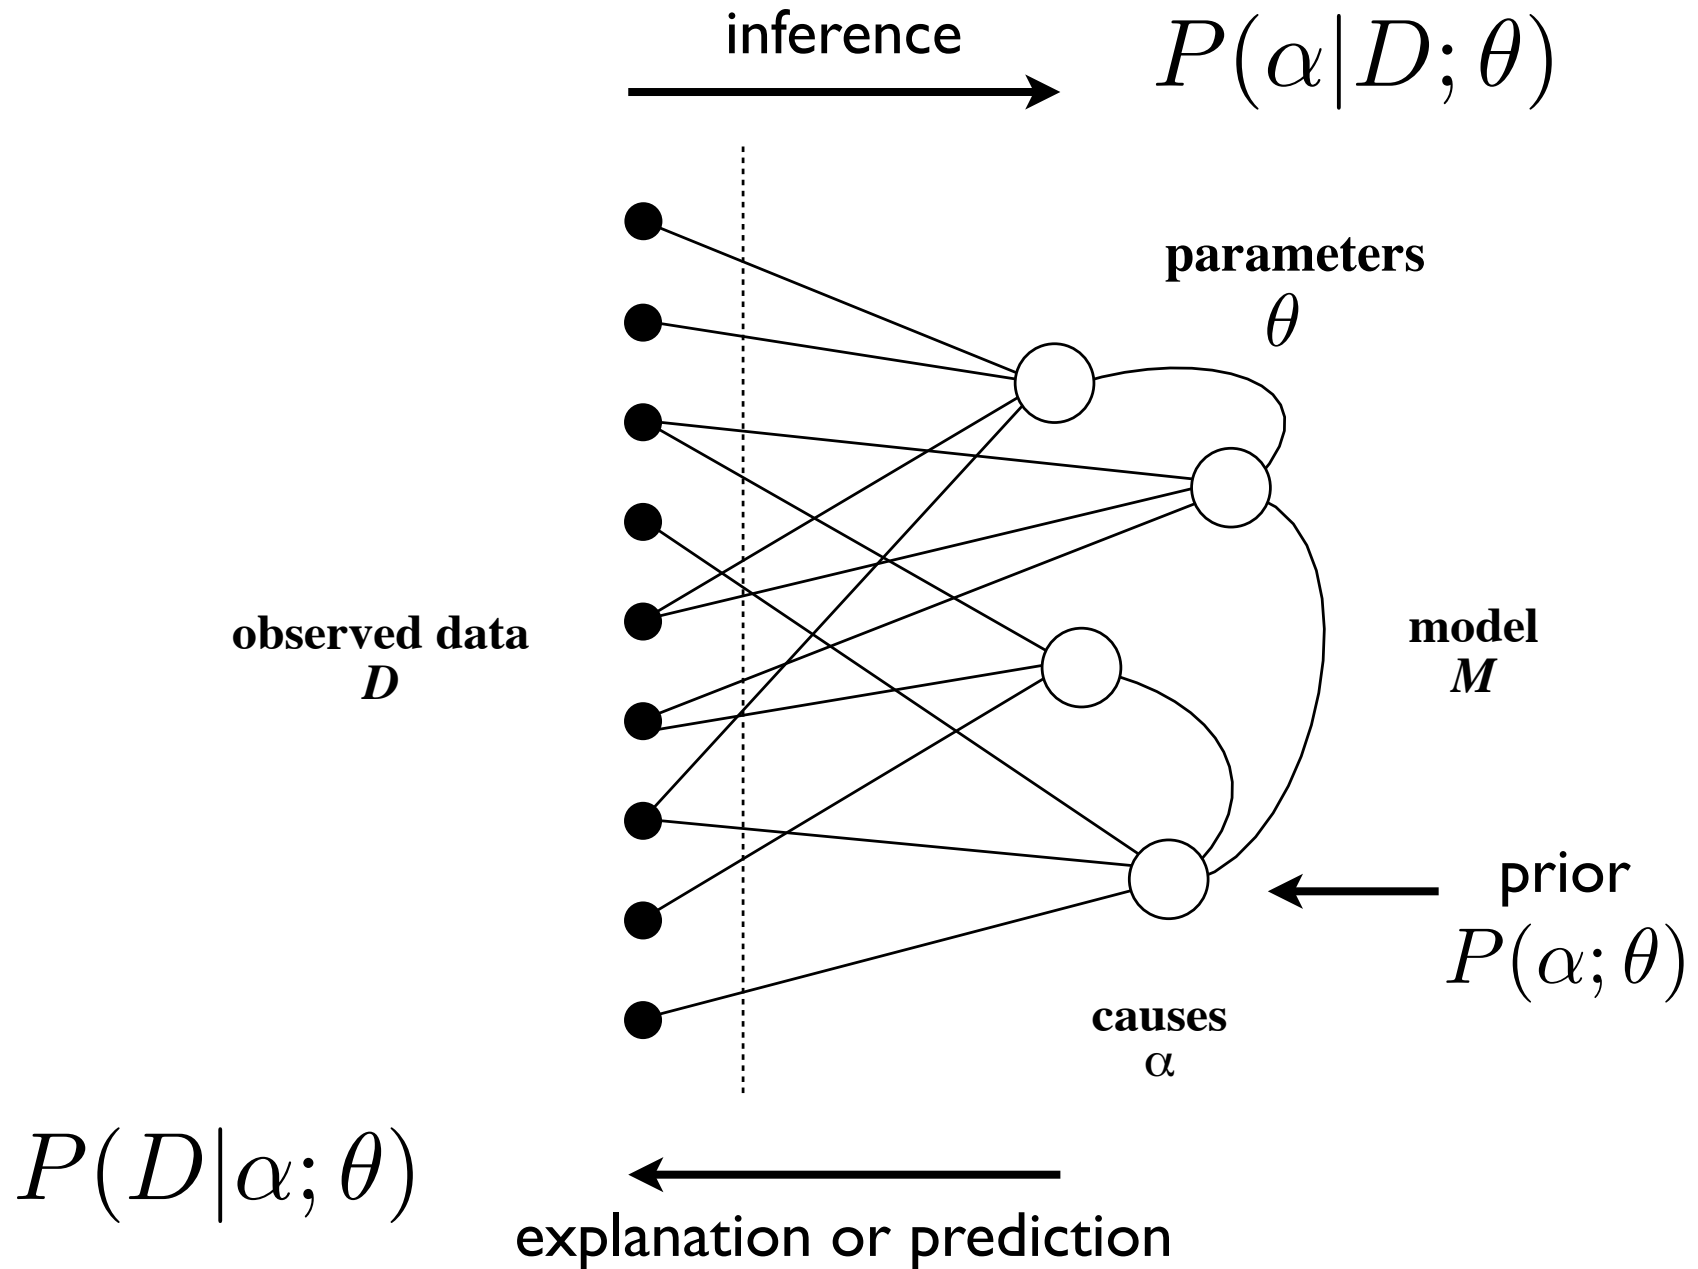 inference
P(α|D; θ)
parameters
θ
observed data
D
model
M
prior
P(α; θ)
causes
α
P(D|α; θ)
explanation or prediction